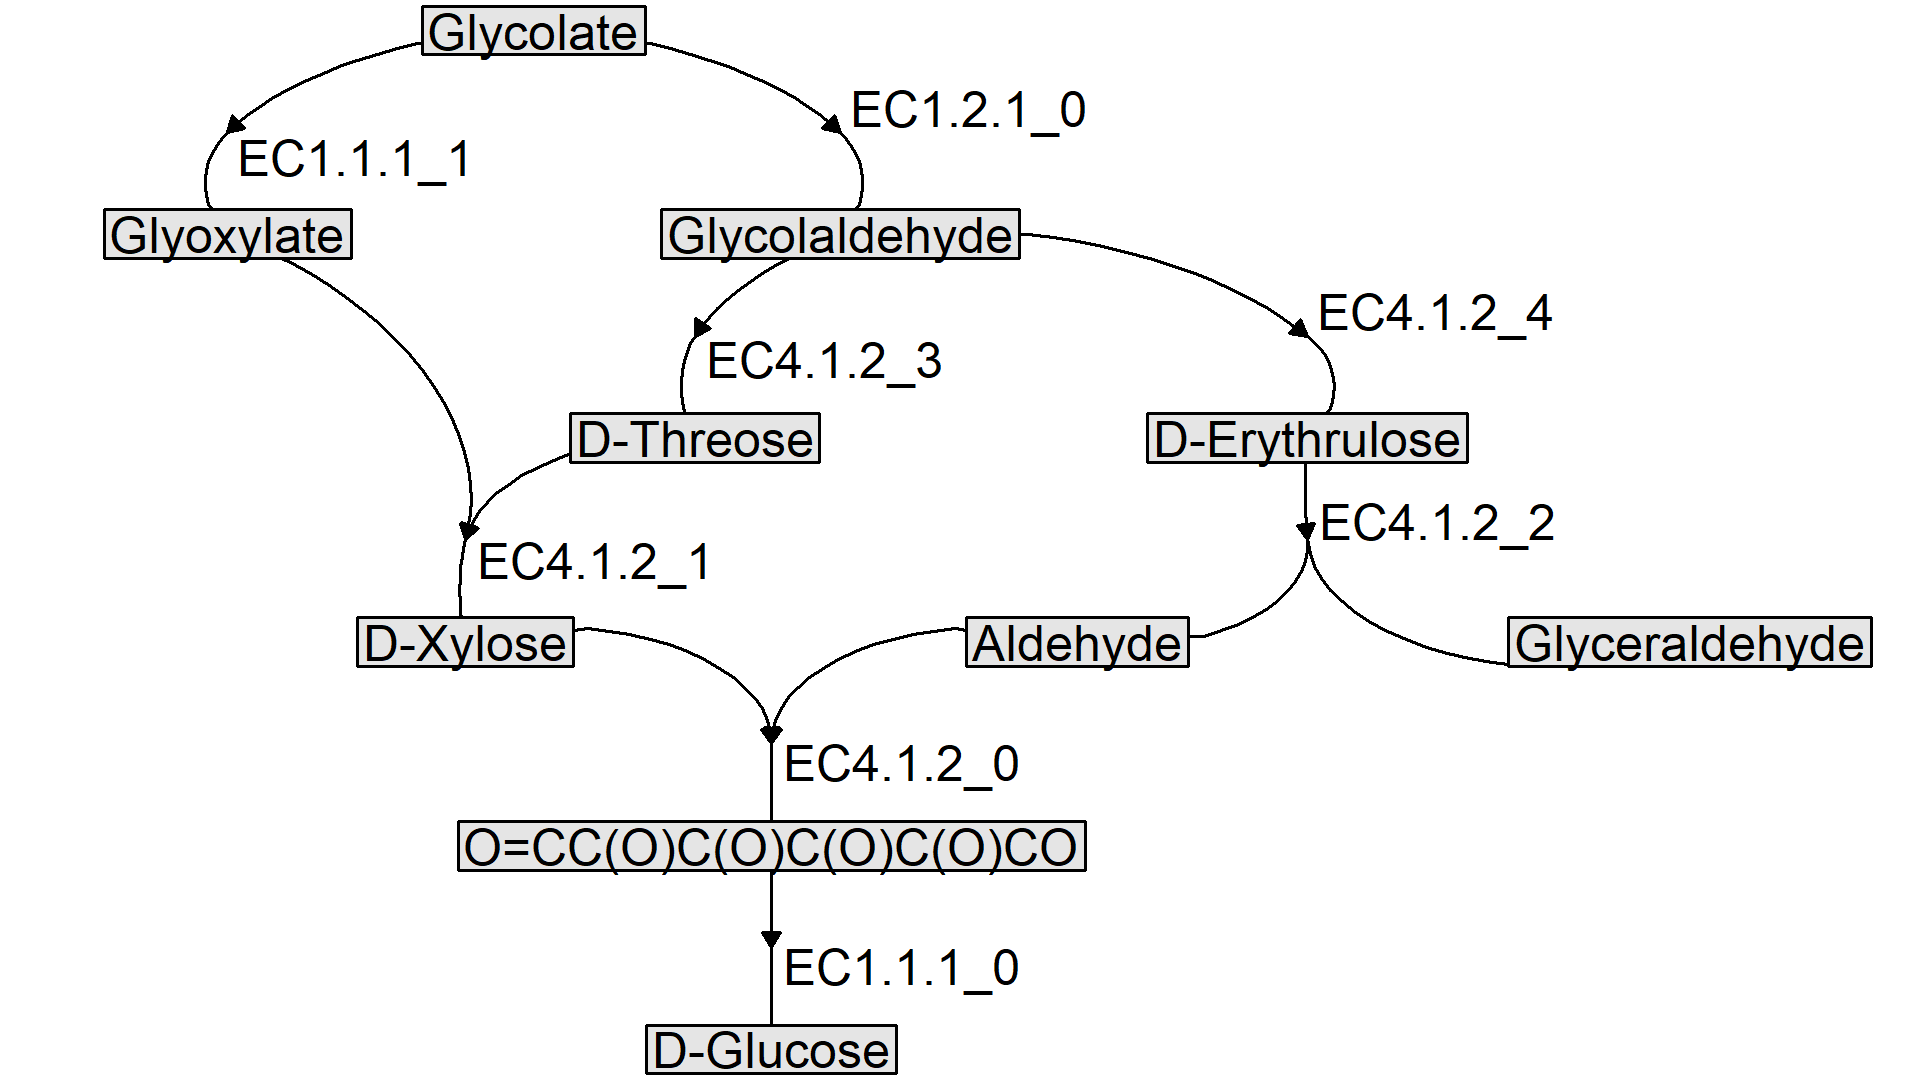 Glycolate
EC1.2.1_0
EC1.1.1_1
Glyoxylate
Glycolaldehyde
EC4.1.2_4
EC4.1.2_3
D-Threose
D-Erythrulose
EC4.1.2_2
EC4.1.2_1
D-Xylose
Aldehyde
Glyceraldehyde
EC4.1.2_0
O=CC(O)C(O)C(O)C(O)CO
EC1.1.1_0
D-Glucose